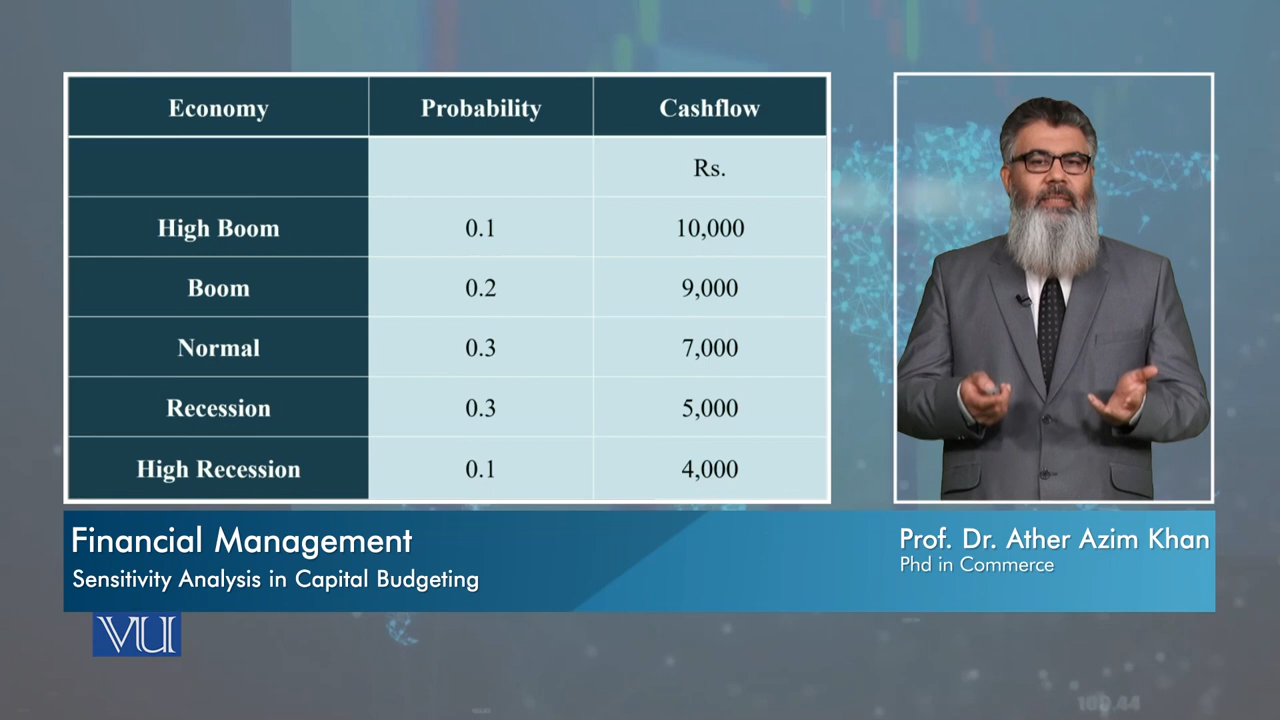 Economy Probability Cashflow
Rs.
High Boom 0.1 10,000
Boom 0.2 9,000
Normal 0.3 7,000
Recession 0.3 5,000
High Recession 0.1 4,000
Financial Management
Sensitivity Analysis in Capital Budgeting
Prof. Dr. Ather Azim Khan
Phd in Commerce
VU
180.44